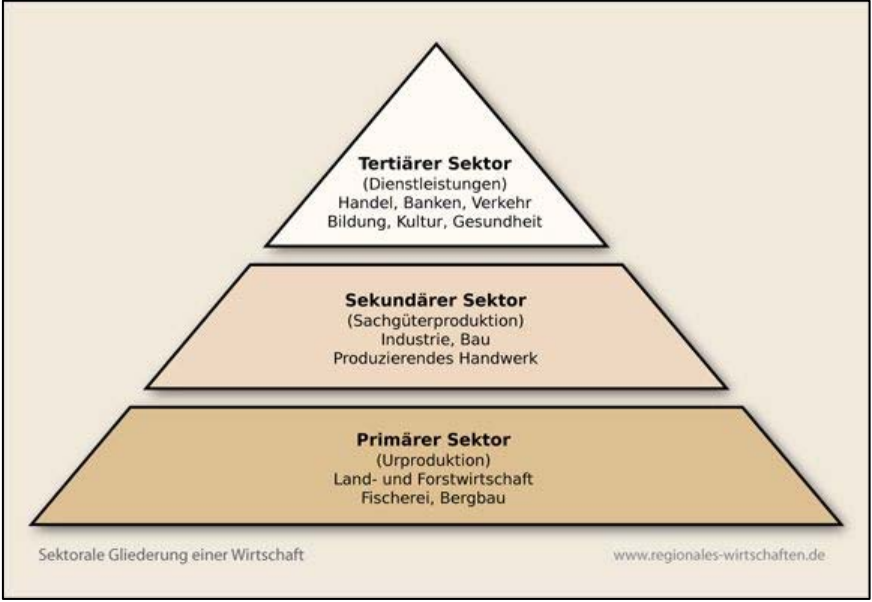 Tertiärer Sektor
(Dienstleistungen)
Handel, Banken, Verkehr
Bildung, Kultur, Gesundheit
Sekundärer Sektor
(Sachgüterproduktion)
Industrie, Bau
Produzierendes Handwerk
Primärer Sektor
(Urproduktion)
Land- und Forstwirtschaft
Fischerei, Bergbau
Sektorale Gliederung einer Wirtschaft
www.regionales-wirtschaften.de